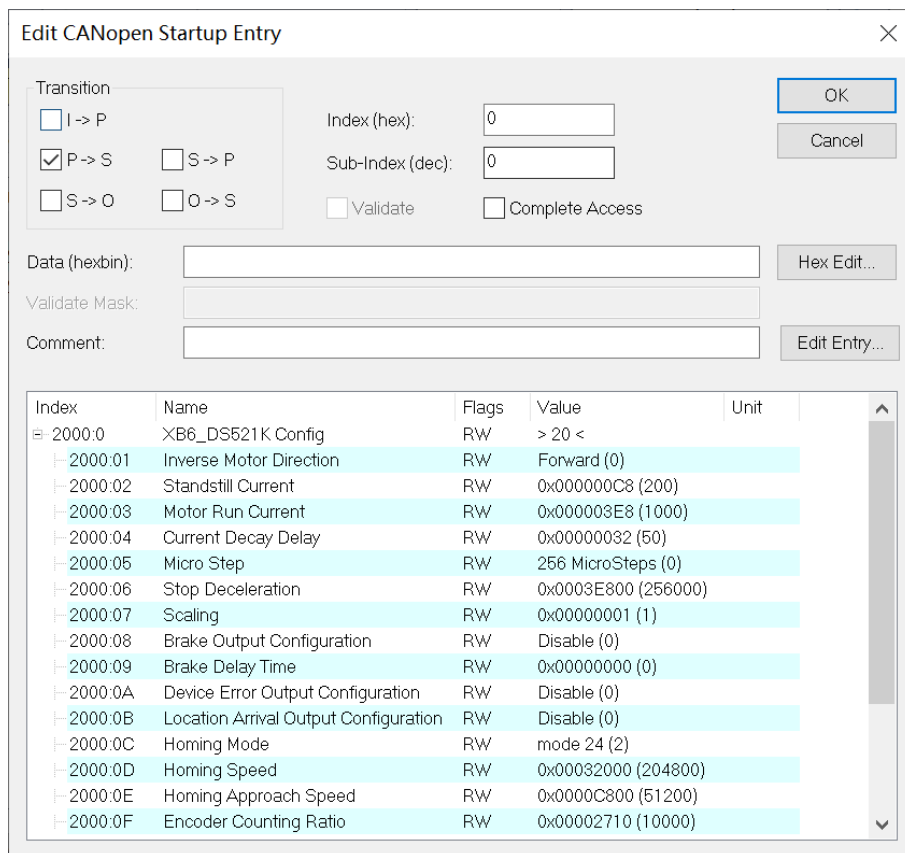 Edit CANopen Startup Entry
Transition
I -> P
P -> S
S -> P
S -> O
O -> S
Index (hex): 0
Sub-Index (dec): 0
Validate
Complete Access
OK
Cancel
Data (hexbin):
Hex Edit...
Validate Mask:
Comment:
Edit Entry...
Index Name Flags Value Unit
2000:0 XB6_DS521K Config RW > 20 <
2000:01 Inverse Motor Direction RW Forward (0)
2000:02 Standstill Current RW 0x000000C8 (200)
2000:03 Motor Run Current RW 0x000003E8 (1000)
2000:04 Current Decay Delay RW 0x00000032 (50)
2000:05 Micro Step RW 256 MicroSteps (0)
2000:06 Stop Deceleration RW 0x0003E800 (256000)
2000:07 Scaling RW 0x00000001 (1)
2000:08 Brake Output Configuration RW Disable (0)
2000:09 Brake Delay Time RW 0x00000000 (0)
2000:0A Device Error Output Configuration RW Disable (0)
2000:0B Location Arrival Output Configuration RW Disable (0)
2000:0C Homing Mode RW mode 24 (2)
2000:0D Homing Speed RW 0x00032000 (204800)
2000:0E Homing Approach Speed RW 0x0000C800 (51200)
2000:0F Encoder Counting Ratio RW 0x00002710 (10000)